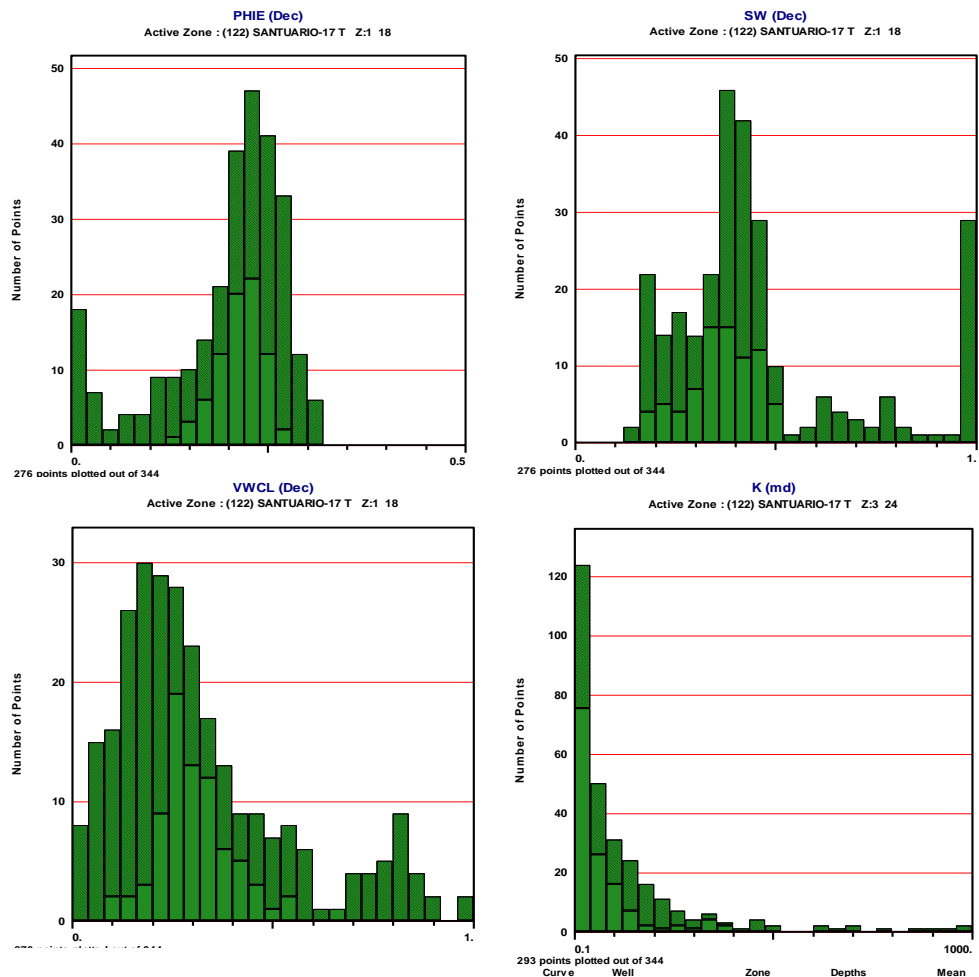 PHIE (Dec)
Active Zone : (122) SANTUARIO-17 T Z:1 18
50
40
30
20
10
0
Number of Points
0.
0.5
276 points plotted out of 344
SW (Dec)
Active Zone : (122) SANTUARIO-17 T Z:1 18
50
40
30
20
10
0
Number of Points
0.
1.
276 points plotted out of 344
VWCL (Dec)
Active Zone : (122) SANTUARIO-17 T Z:1 18
30
20
10
0
Number of Points
0.
1.
points plotted out of 344
K (md)
Active Zone : (122) SANTUARIO-17 T Z:3 24
120
100
80
60
40
20
0
Number of Points
0.1
1000.
293 points plotted out of 344
Curve Well Zone Depths Mean